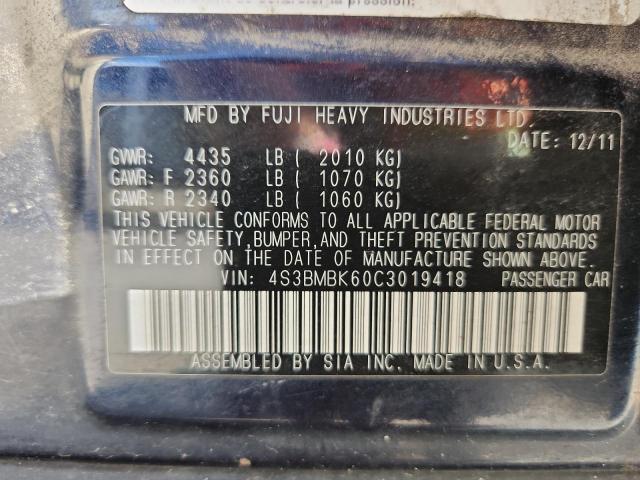 MFD BY FUJI HEAVY INDUSTRIES LTD.
DATE: 12/11
GVWR: 4435 LB ( 2010 KG)
GAWR: F 2360 LB ( 1070 KG)
GAWR: R 2340 LB ( 1060 KG)
THIS VEHICLE CONFORMS TO ALL APPLICABLE FEDERAL MOTOR
VEHICLE SAFETY, BUMPER, AND THEFT PREVENTION STANDARDS
IN EFFECT ON THE DATE OF MANUFACTURE SHOWN ABOVE.
VIN: 4S3BMBK60C3019418 PASSENGER CAR
ASSEMBLED BY SIA INC. MADE IN U.S.A.